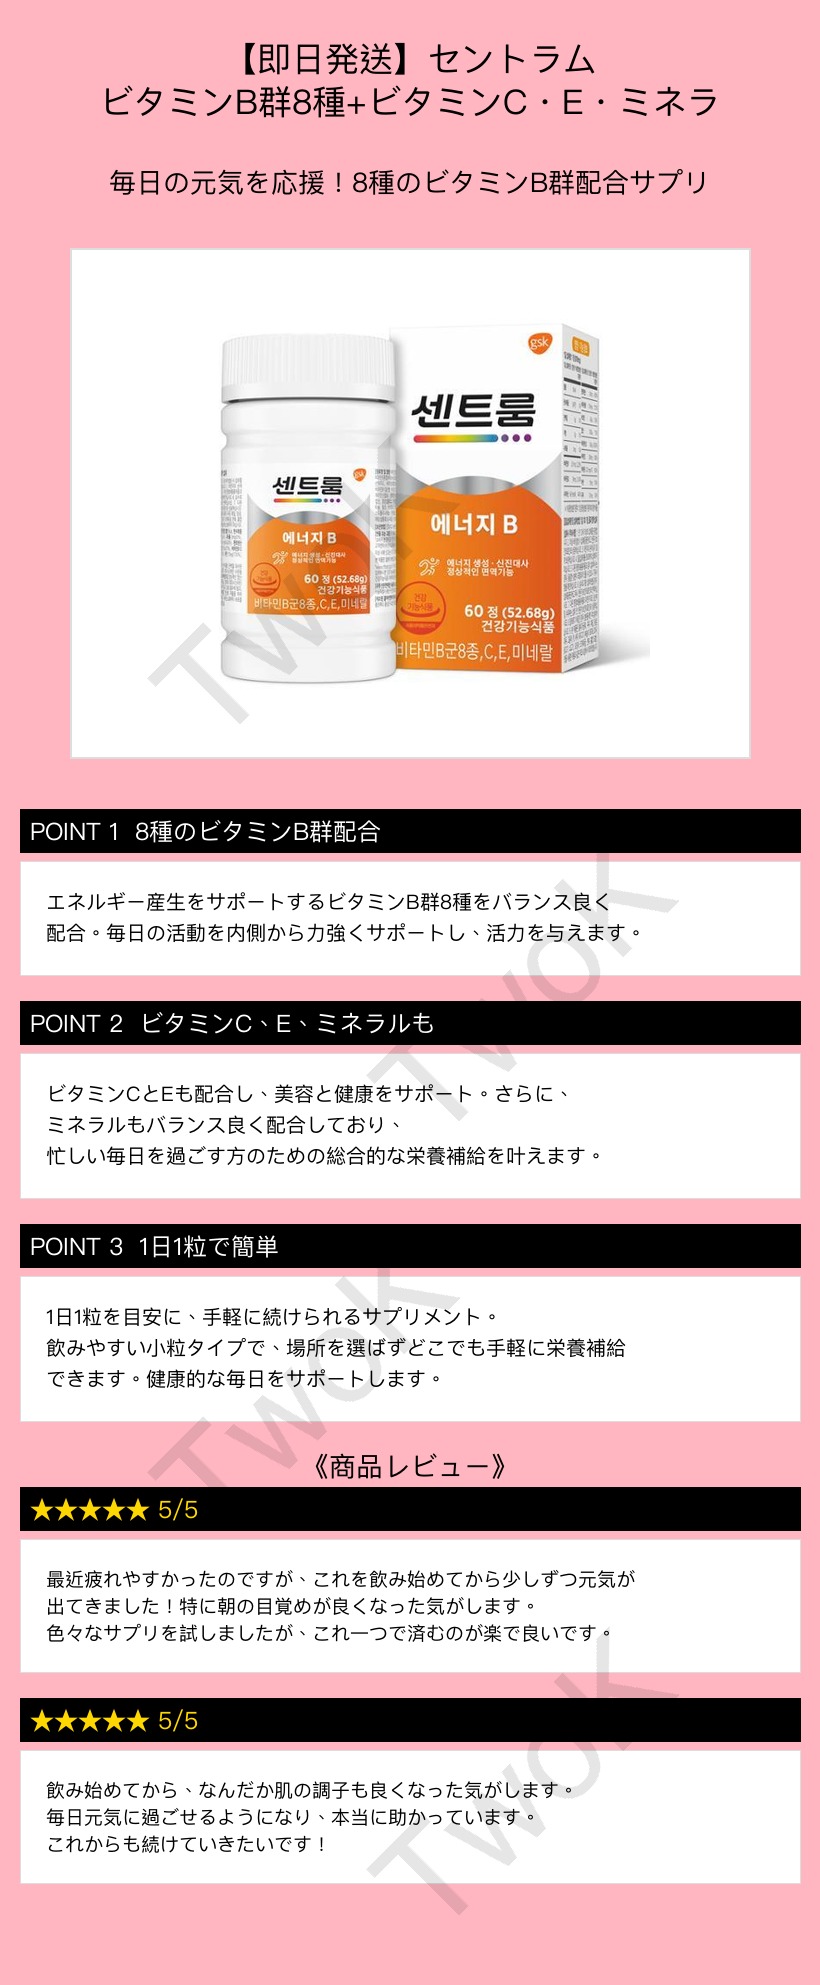 【即日発送】セントラム
ビタミンB群8種+ビタミンC・E・ミネラ
毎日の元気を応援！8種のビタミンB群配合サプリ
gsk
센트룸
에너지 B
에너지 생성·신진대사
정상적인 면역기능
60 정 (52.68g)
건강기능식품
비타민B군8종,C,E,미네랄
gsk
센트룸
에너지 B
에너지 생성·신진대사
정상적인 면역기능
건강
기능식품
60 정 (52.68g)
건강기능식품
비타민B군8종,C,E,미네랄
TwoK
POINT 1 8種のビタミンB群配合
エネルギー産生をサポートするビタミンB群8種をバランス良く
配合。毎日の活動を内側から力強くサポートし、活力を与えます。
TwoK
POINT 2 ビタミンC、E、ミネラルも
ビタミンCとEも配合し、美容と健康をサポート。さらに、
ミネラルもバランス良く配合しており、
忙しい毎日を過ごす方のための総合的な栄養補給を叶えます。
POINT 3 1日1粒で簡単
1日1粒を目安に、手軽に続けられるサプリメント。
飲みやすい小粒タイプで、場所を選ばずどこでも手軽に栄養補給
できます。健康的な毎日をサポートします。
TwoK
《商品レビュー》
★★★★★ 5/5
最近疲れやすかったのですが、これを飲み始めてから少しずつ元気が
出てきました！特に朝の目覚めが良くなった気がします。
色々なサプリを試しましたが、これ一つで済むのが楽で良いです。
★★★★★ 5/5
飲み始めてから、なんだか肌の調子も良くなった気がします。
毎日元気に過ごせるようになり、本当に助かっています。
これからも続けていきたいです！
TwoK